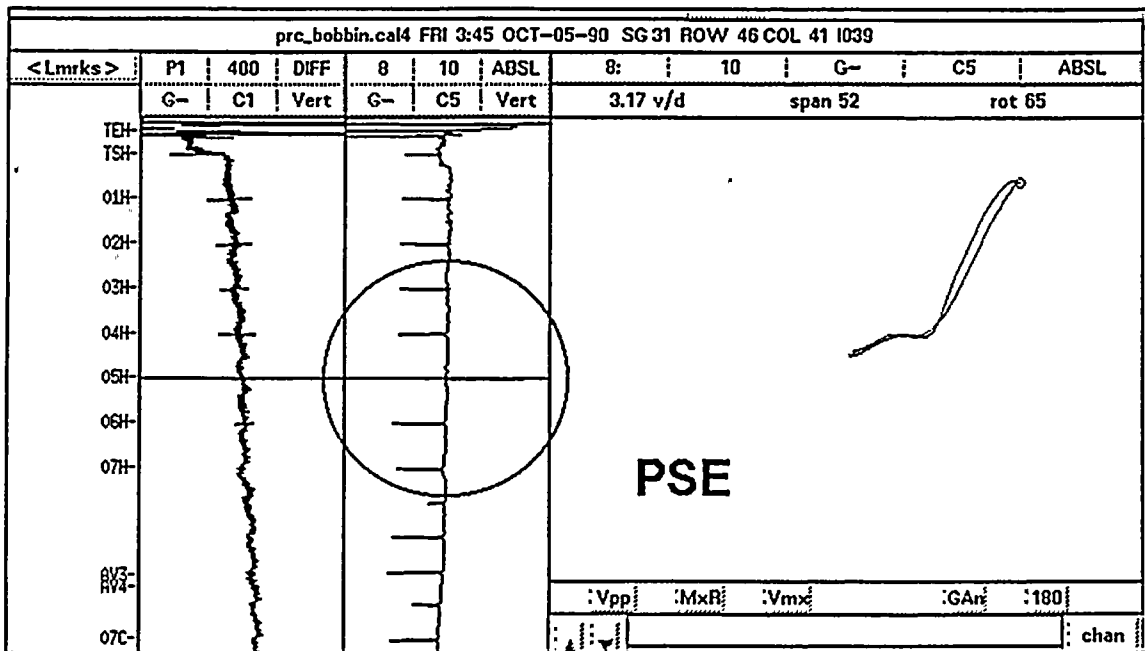 prc_bobbin.cal4 FRI 3:45 OCT-05-90 SG 31 ROW 46 COL 41 I039
<Lmrks> P1 400 DIFF 8 10 ABSL 8: 10 G~ C5 ABSL
G~ C1 Vert G~ C5 Vert 3.17 v/d span 52 rot 65
TEH
TSH
01H
02H
03H
04H
05H
06H
07H
PSE
AV3
AV4
:Vpp :MxR :Vmx :GAn :180
07C
: chan